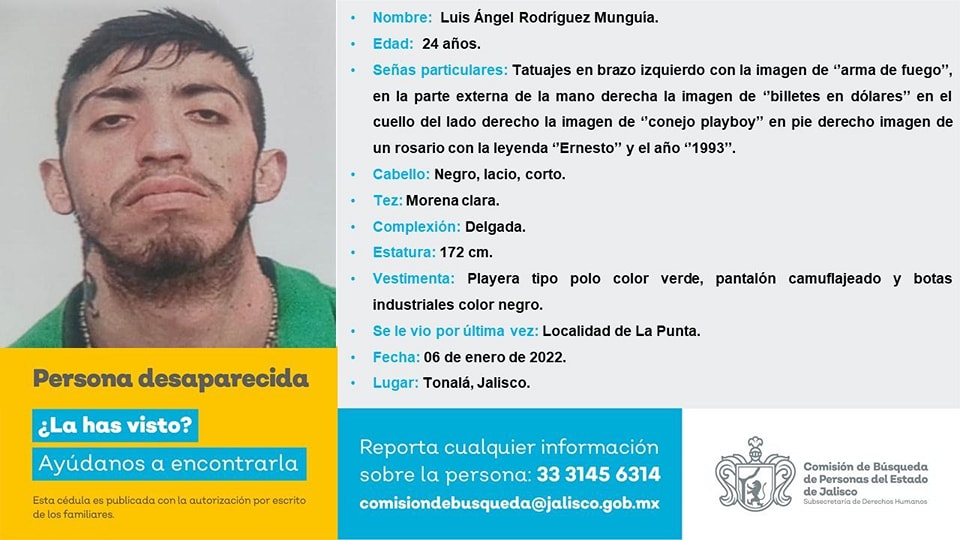 • Nombre: Luis Ángel Rodríguez Munguía.
• Edad: 24 años.
• Señas particulares: Tatuajes en brazo izquierdo con la imagen de ‘’arma de fuego’’,
en la parte externa de la mano derecha la imagen de ‘’billetes en dólares’’ en el
cuello del lado derecho la imagen de ‘’conejo playboy’’ en pie derecho imagen de
un rosario con la leyenda ‘’Ernesto’’ y el año ‘’1993’’.
• Cabello: Negro, lacio, corto.
• Tez: Morena clara.
• Complexión: Delgada.
• Estatura: 172 cm.
• Vestimenta: Playera tipo polo color verde, pantalón camuflajeado y botas
industriales color negro.
• Se le vio por última vez: Localidad de La Punta.
• Fecha: 06 de enero de 2022.
• Lugar: Tonalá, Jalisco.
Persona desaparecida
¿La has visto?
Ayúdanos a encontrarla
Esta cédula es publicada con la autorización por escrito
de los familiares.
Reporta cualquier información
sobre la persona: 33 3145 6314
comisiondebusqueda@jalisco.gob.mx
Comisión de Búsqueda
de Personas del Estado
de Jalisco
Subsecretaría de Derechos Humanos